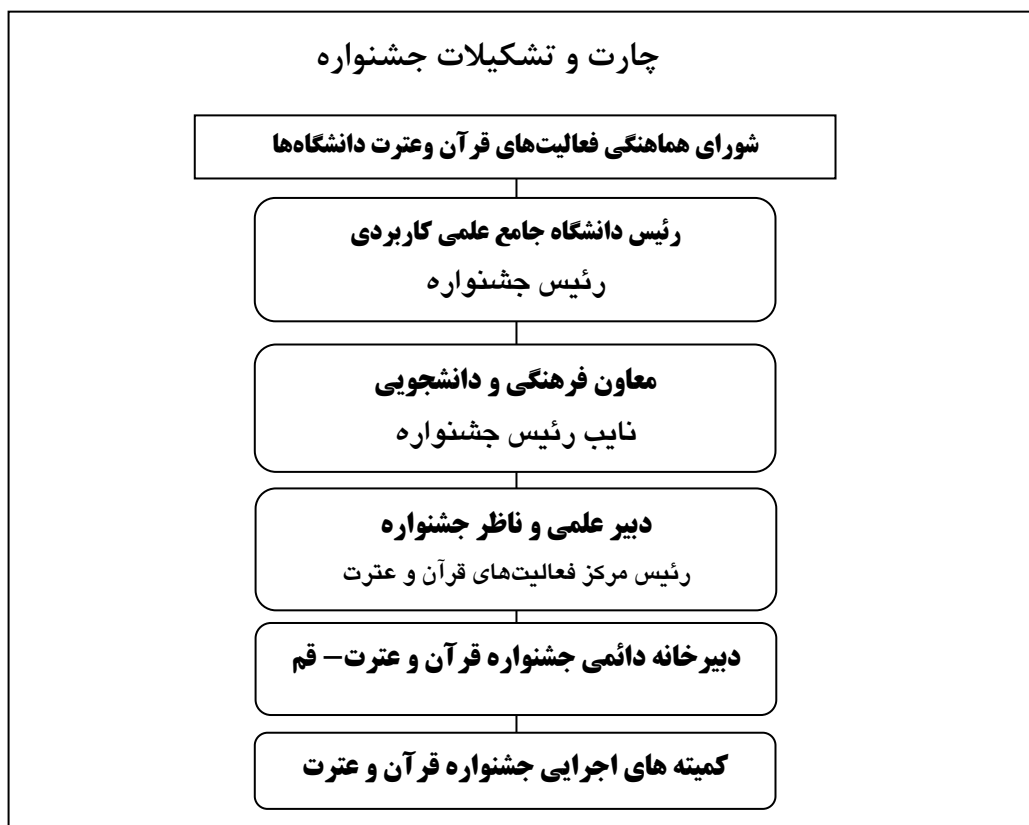 چارت و تشکیلات جشنواره
شورای هماهنگی فعالیت‌های قرآن وعترت دانشگاه‌ها
رئیس دانشگاه جامع علمی کاربردی
رئیس جشنواره
معاون فرهنگی و دانشجویی
نایب رئیس جشنواره
دبیر علمی و ناظر جشنواره
رئیس مرکز فعالیت‌های قرآن و عترت
دبیرخانه دائمی جشنواره قرآن و عترت– قم
کمیته های اجرایی جشنواره قرآن و عترت